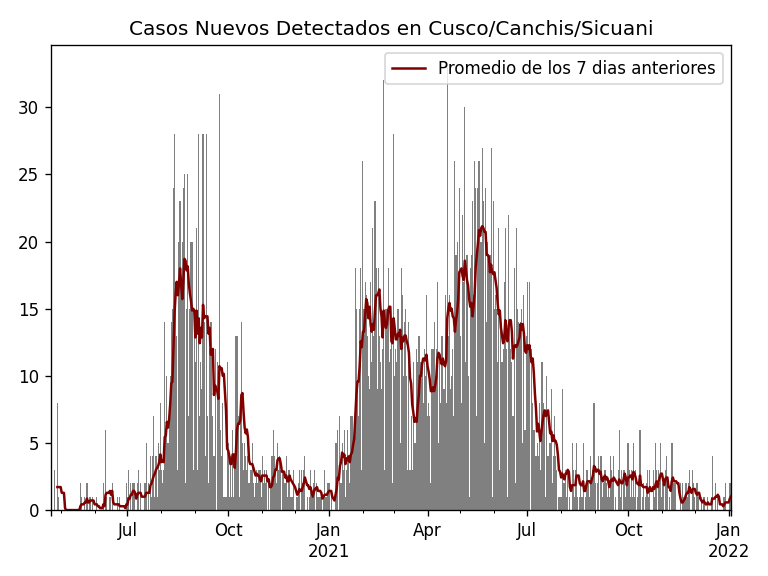 Casos Nuevos Detectados en Cusco/Canchis/Sicuani
Promedio de los 7 dias anteriores
30
25
20
15
10
5
0
Jul Oct Jan Apr Jul Oct Jan
2021 2022